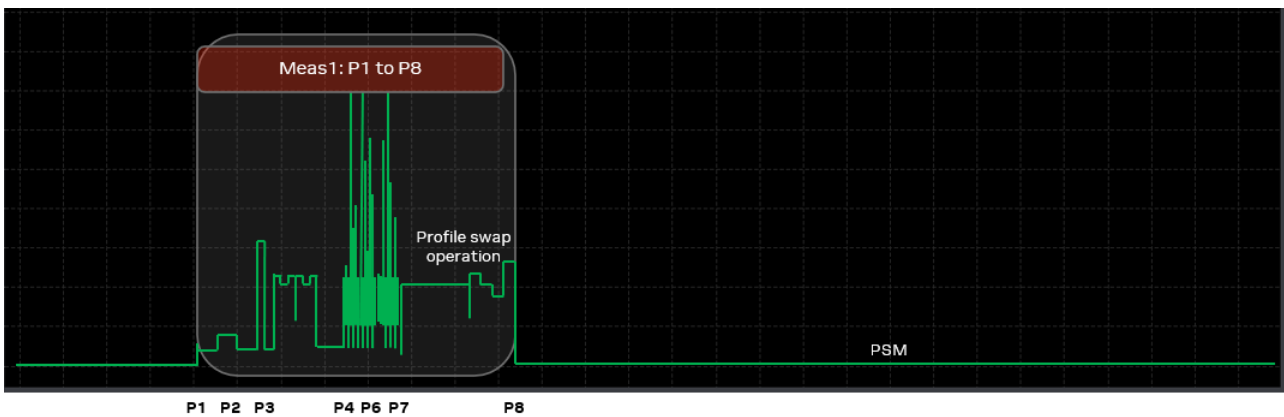 Meas1: P1 to P8
Profile swap
operation
PSM
P1 P2 P3 P4 P6 P7 P8